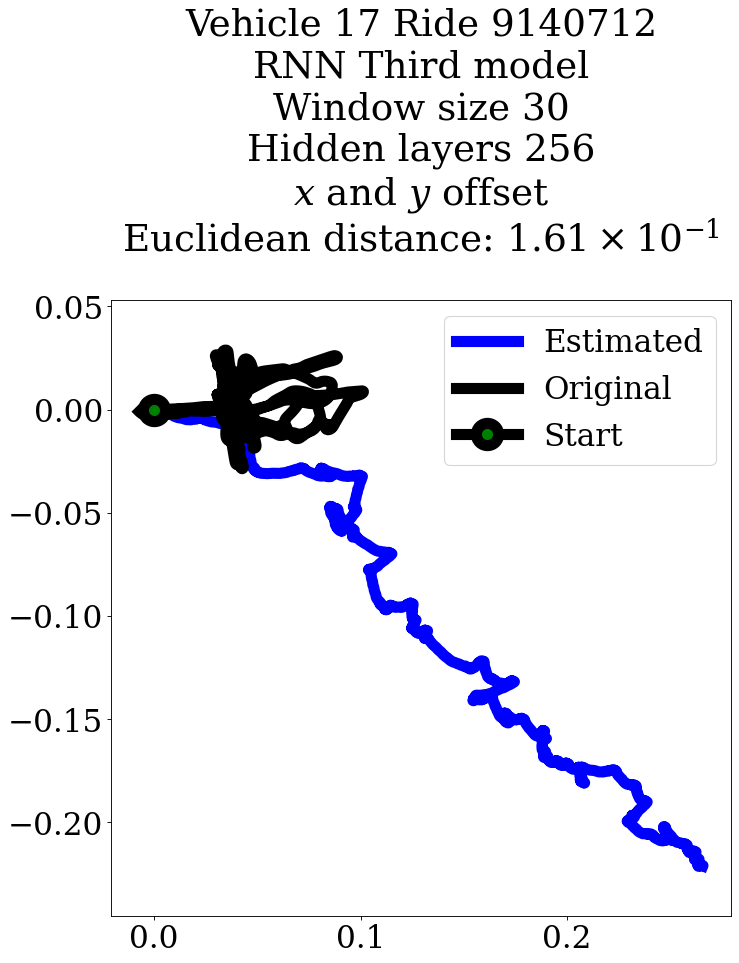 Vehicle 17 Ride 9140712
RNN Third model
Window size 30
Hidden layers 256
x and y offset
Euclidean distance: 1.61 × 10⁻¹
Estimated
Original
Start
0.05
0.00
−0.05
−0.10
−0.15
−0.20
0.0
0.1
0.2